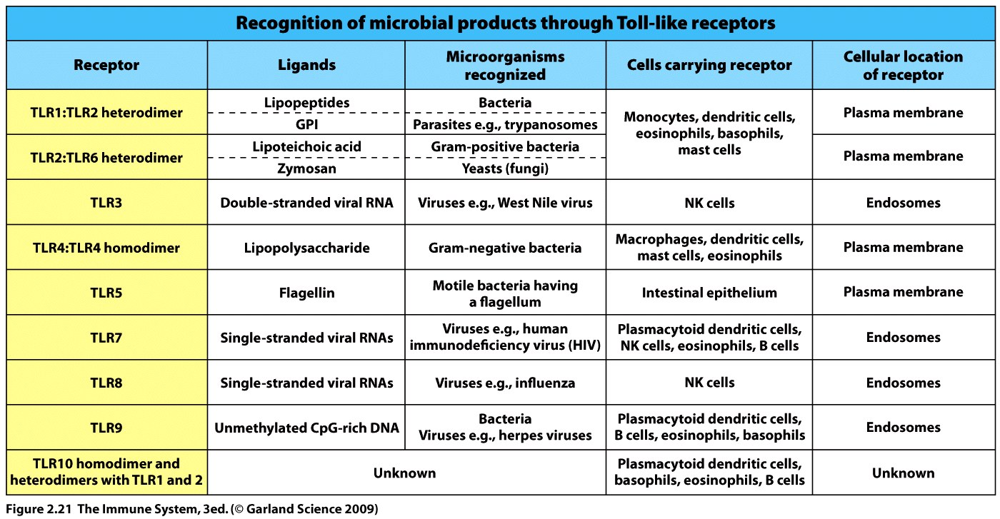 Recognition of microbial products through Toll-like receptors
Receptor
Ligands
Microorganisms
recognized
Cells carrying receptor
Cellular location
of receptor
TLR1:TLR2 heterodimer
Lipopeptides
Bacteria
GPI
Parasites e.g., trypanosomes
Monocytes, dendritic cells,
eosinophils, basophils,
mast cells
Plasma membrane
TLR2:TLR6 heterodimer
Lipoteichoic acid
Gram-positive bacteria
Zymosan
Yeasts (fungi)
Plasma membrane
TLR3
Double-stranded viral RNA
Viruses e.g., West Nile virus
NK cells
Endosomes
TLR4:TLR4 homodimer
Lipopolysaccharide
Gram-negative bacteria
Macrophages, dendritic cells,
mast cells, eosinophils
Plasma membrane
TLR5
Flagellin
Motile bacteria having
a flagellum
Intestinal epithelium
Plasma membrane
TLR7
Single-stranded viral RNAs
Viruses e.g., human
immunodeficiency virus (HIV)
Plasmacytoid dendritic cells,
NK cells, eosinophils, B cells
Endosomes
TLR8
Single-stranded viral RNAs
Viruses e.g., influenza
NK cells
Endosomes
TLR9
Unmethylated CpG-rich DNA
Bacteria
Viruses e.g., herpes viruses
Plasmacytoid dendritic cells,
B cells, eosinophils, basophils
Endosomes
TLR10 homodimer and
heterodimers with TLR1 and 2
Unknown
Plasmacytoid dendritic cells,
basophils, eosinophils, B cells
Unknown
Figure 2.21 The Immune System, 3ed. (© Garland Science 2009)